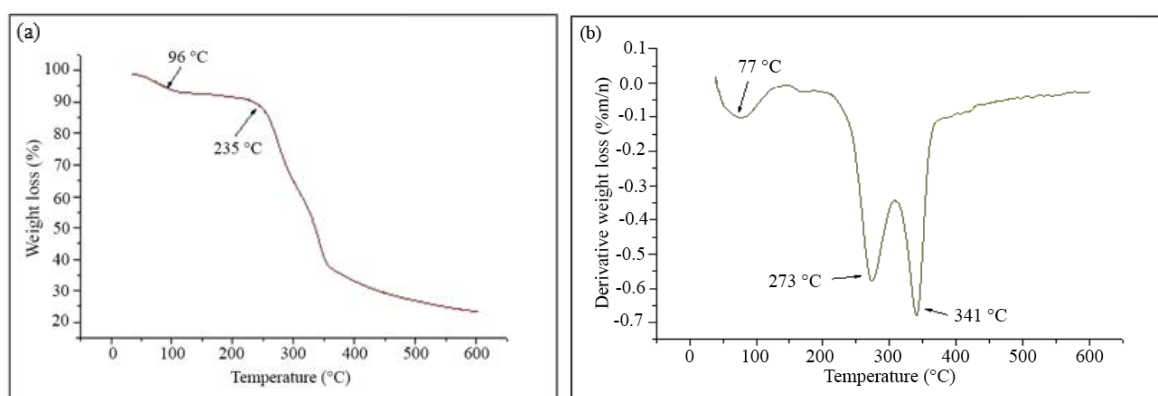 (a)
96 °C
235 °C
100
90
80
70
60
50
40
30
20
Weight loss (%)
0
100
200
300
400
500
600
Temperature (°C)
(b)
77 °C
273 °C
341 °C
0.1
0.0
-0.1
-0.2
-0.3
-0.4
-0.5
-0.6
-0.7
Derivative weight loss (%m/n)
0
100
200
300
400
500
600
Temperature (°C)